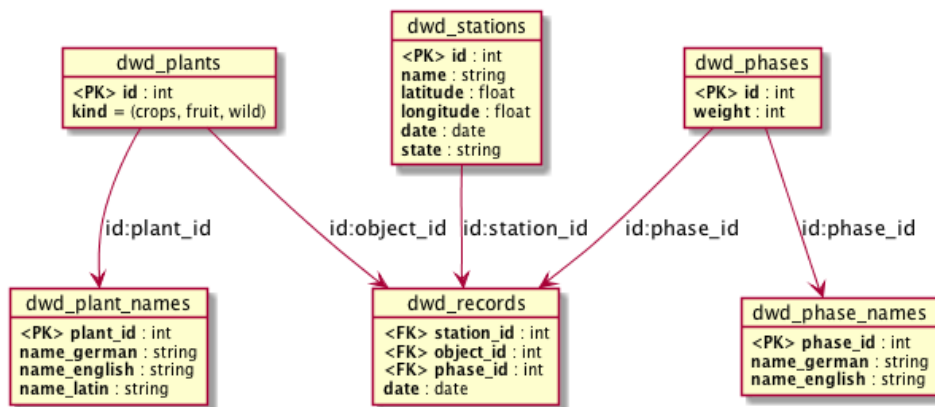 dwd_plants
<PK> id : int
kind = (crops, fruit, wild)
dwd_stations
<PK> id : int
name : string
latitude : float
longitude : float
date : date
state : string
dwd_phases
<PK> id : int
weight : int
id:plant_id
id:object_id
id:station_id
id:phase_id
id:phase_id
dwd_plant_names
<PK> plant_id : int
name_german : string
name_english : string
name_latin : string
dwd_records
<FK> station_id : int
<FK> object_id : int
<FK> phase_id : int
date : date
dwd_phase_names
<PK> phase_id : int
name_german : string
name_english : string